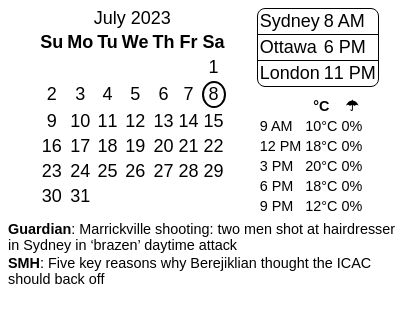 July 2023
Su Mo Tu We Th Fr Sa
1
2 3 4 5 6 7 8
9 10 11 12 13 14 15
16 17 18 19 20 21 22
23 24 25 26 27 28 29
30 31
Sydney 8 AM
Ottawa 6 PM
London 11 PM
°C ☂
9 AM 10°C 0%
12 PM 18°C 0%
3 PM 20°C 0%
6 PM 18°C 0%
9 PM 12°C 0%
Guardian: Marrickville shooting: two men shot at hairdresser
in Sydney in ‘brazen’ daytime attack
SMH: Five key reasons why Berejiklian thought the ICAC
should back off